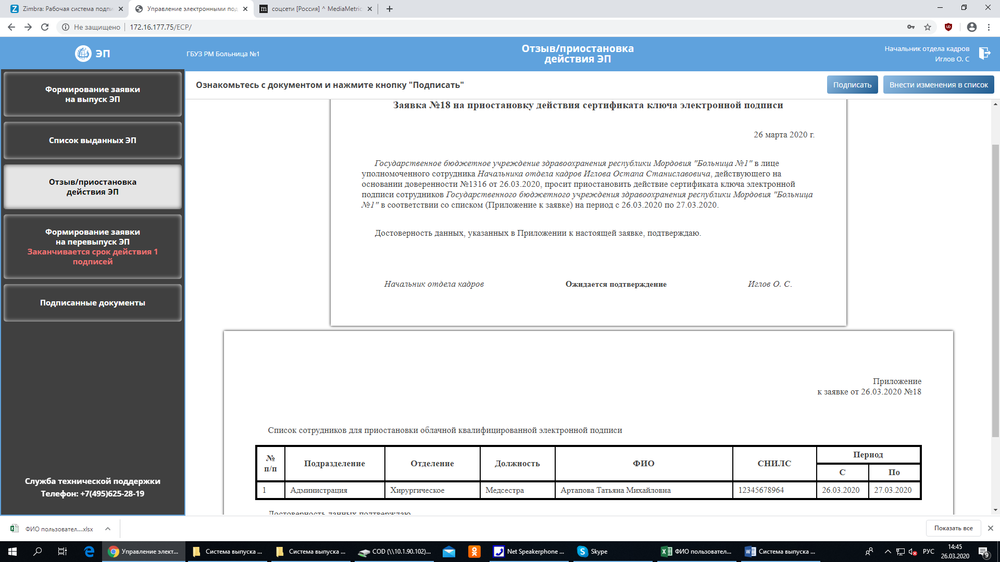 Zimbra: Рабочая система подпи
Управление электронными под
соцсети [Россия] ^ MediaMetric
Не защищено
172.16.177.75/ECP/
ЭП
ГБУЗ РМ Больница №1
Отзыв/приостановка
действия ЭП
Начальник отдела кадров
Иглов О. С
Формирование заявки
на выпуск ЭП
Список выданных ЭП
Отзыв/приостановка
действия ЭП
Формирование заявки
на перевыпуск ЭП
Заканчивается срок действия 1
подписей
Подписанные документы
Служба технической поддержки
Телефон: +7(495)625-28-19
Ознакомьтесь с документом и нажмите кнопку "Подписать"
Подписать
Внести изменения в список
Заявка №18 на приостановку действия сертификата ключа электронной подписи
26 марта 2020 г.
Государственное бюджетное учреждение здравоохранения республики Мордовия "Больница №1" в лице
уполномоченного сотрудника Начальника отдела кадров Иглова Остапа Станиславовича, действующего на
основании доверенности №1316 от 26.03.2020, просит приостановить действие сертификата ключа электронной
подписи сотрудников Государственного бюджетного учреждения здравоохранения республики Мордовия "Больница
№1" в соответствии со списком (Приложение к заявке) на период с 26.03.2020 по 27.03.2020.
Достоверность данных, указанных в Приложении к настоящей заявке, подтверждаю.
Начальник отдела кадров
Ожидается подтверждение
Иглов О. С.
Приложение
к заявке от 26.03.2020 №18
Список сотрудников для приостановки облачной квалифицированной электронной подписи
№ п/п
Подразделение
Отделение
Должность
ФИО
СНИЛС
Период
С
По
1
Администрация
Хирургическое
Медсестра
Артапова Татьяна Михайловна
12345678964
26.03.2020
27.03.2020
Достоверность данных подтверждаю
ФИО пользовател....xlsx
Показать все
Управление элект...
Система выпуска ...
Система выпуска ...
COD (\\10.1.90.102)...
Net Speakerphone ...
Skype
ФИО пользовател...
Система выпуска ...
РУС
14:45
26.03.2020
9